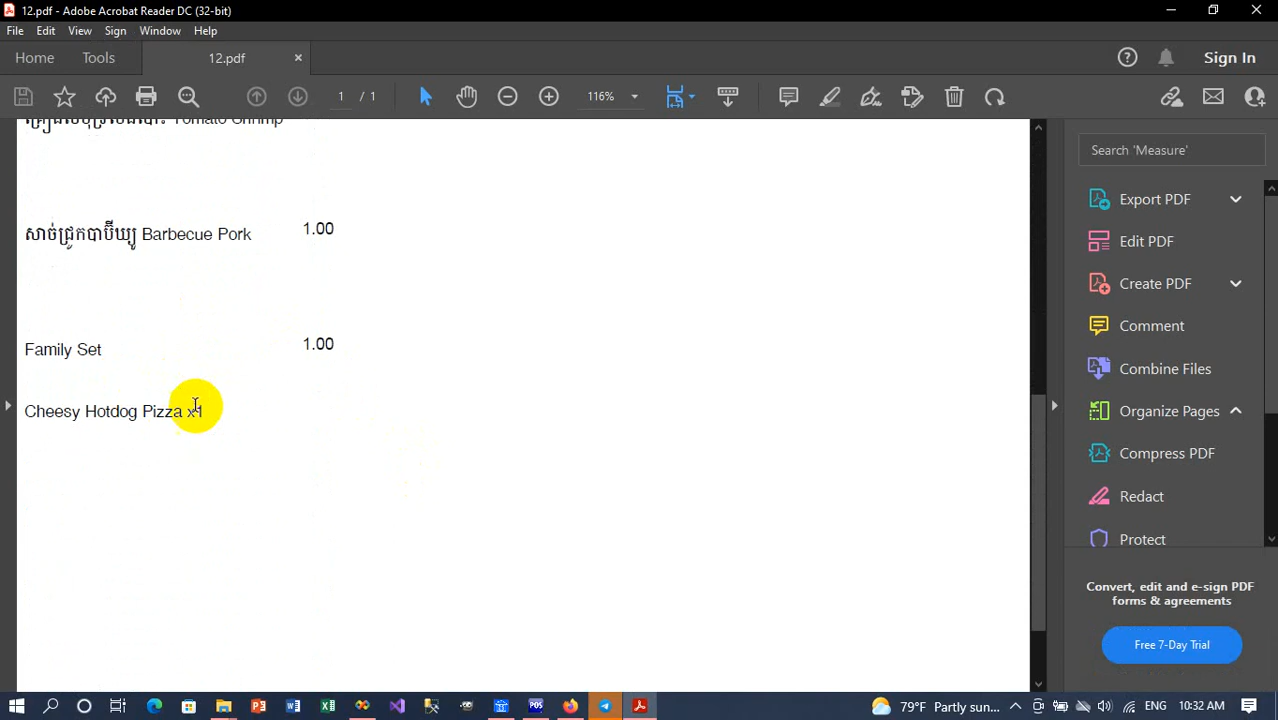 12.pdf - Adobe Acrobat Reader DC (32-bit)
File Edit View Sign Window Help
Home Tools 12.pdf Sign In
1 / 1 116%
Tomato Shrimp
សាច់ជ្រូកបាប៊ីឃ្យូ Barbecue Pork 1.00
Family Set 1.00
Cheesy Hotdog Pizza x1
Search 'Measure'
Export PDF
Edit PDF
Create PDF
Comment
Combine Files
Organize Pages
Compress PDF
Redact
Protect
Convert, edit and e-sign PDF
forms & agreements
Free 7-Day Trial
79°F Partly sun... ENG 10:32 AM